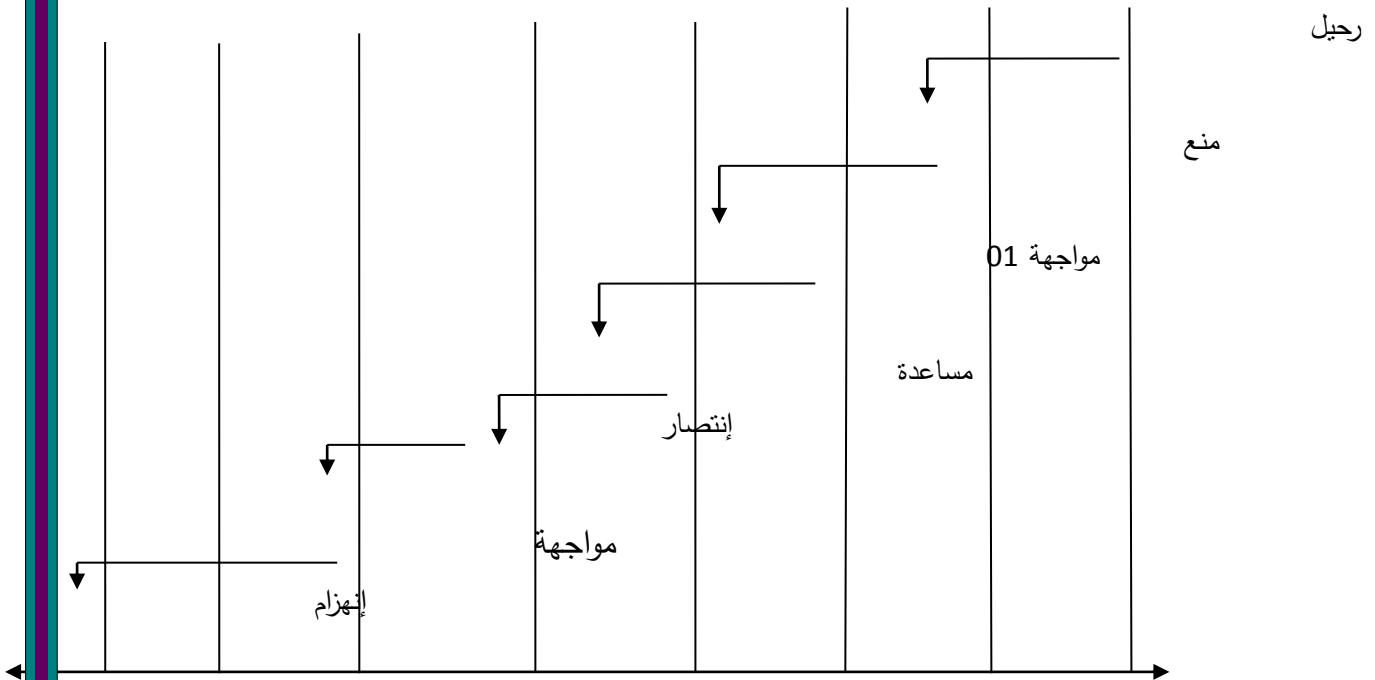 رحيل
منع
مواجهة 01
مساعدة
إنتصار
مواجهة
إنهزام